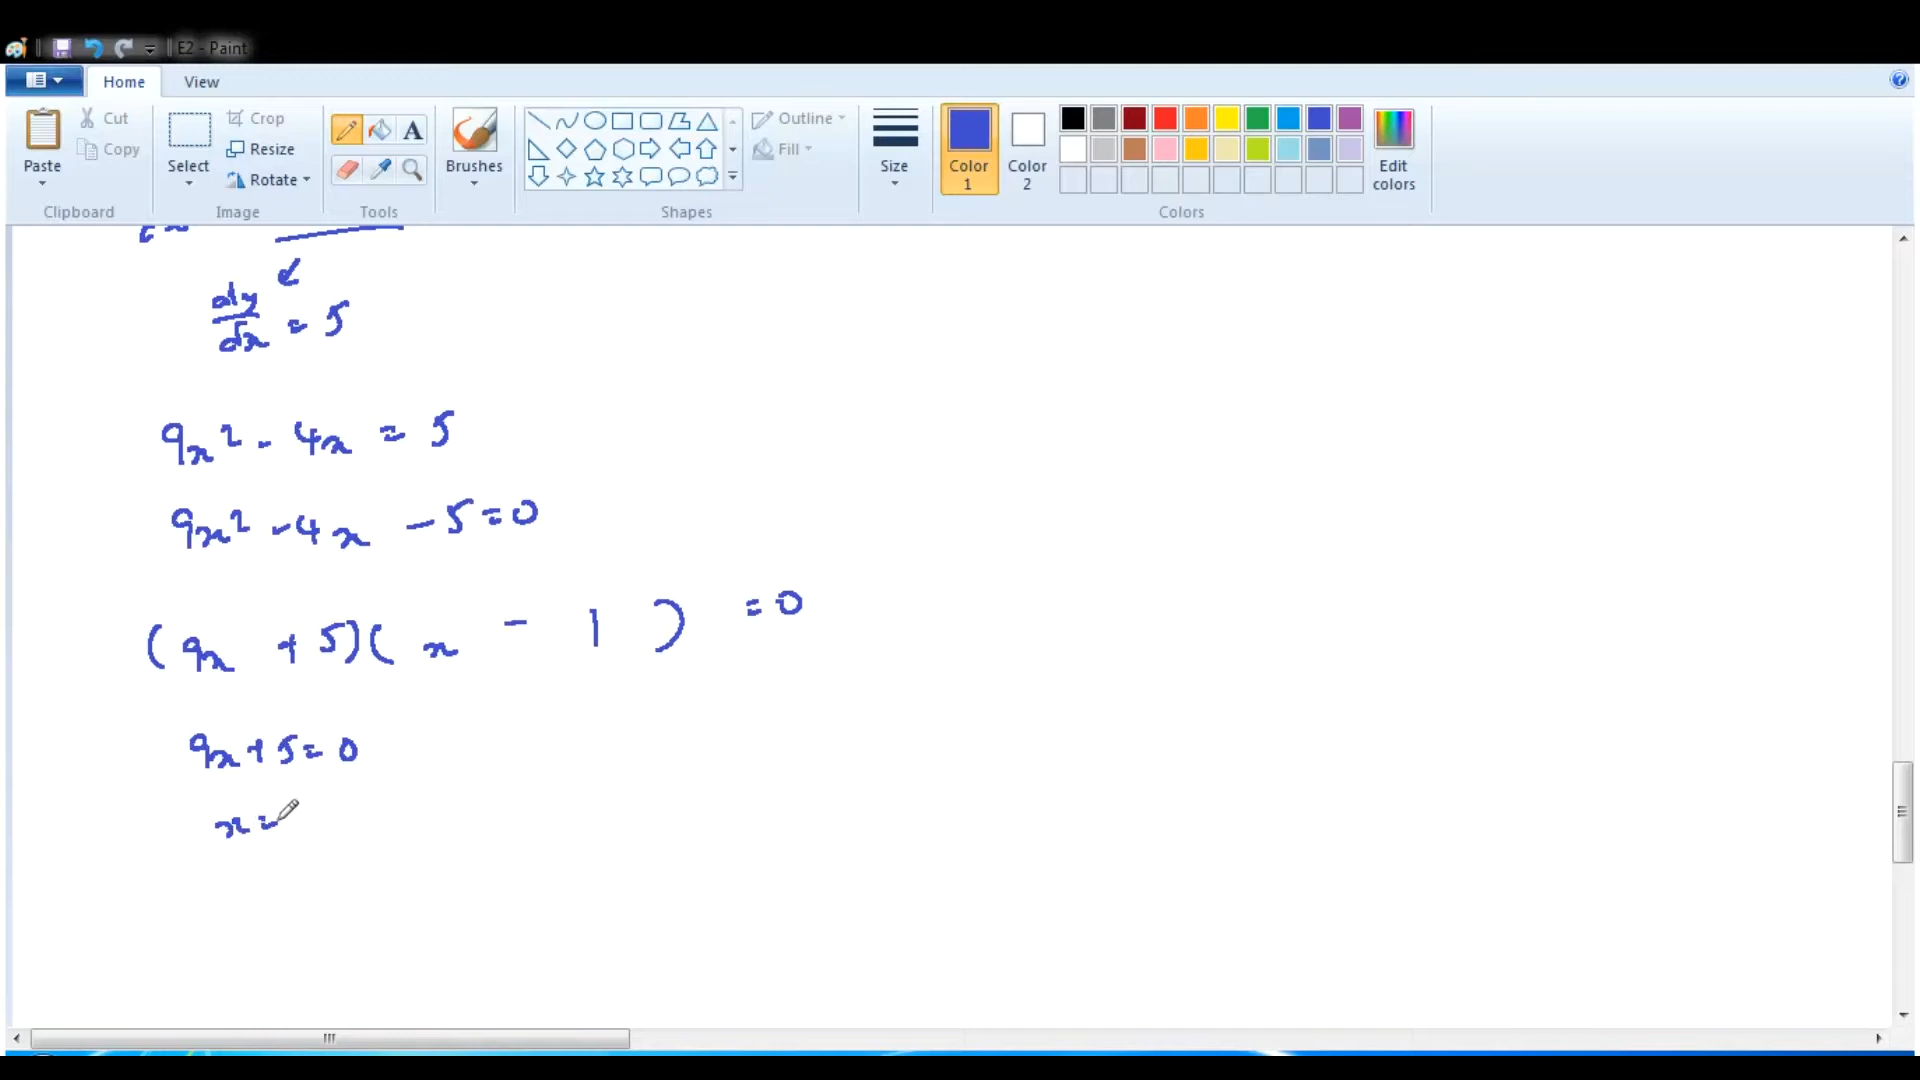 E2 - Paint
Home View
Paste Cut Copy Clipboard
Select Crop Resize Rotate Image
A Tools
Brushes
Outline Fill Shapes
Size
Color 1
Color 2
Edit colors
Colors
dy/dx = 5
9x² - 4x = 5
9x² - 4x - 5 = 0
(9x + 5)(x - 1) = 0
9x + 5 = 0
x =